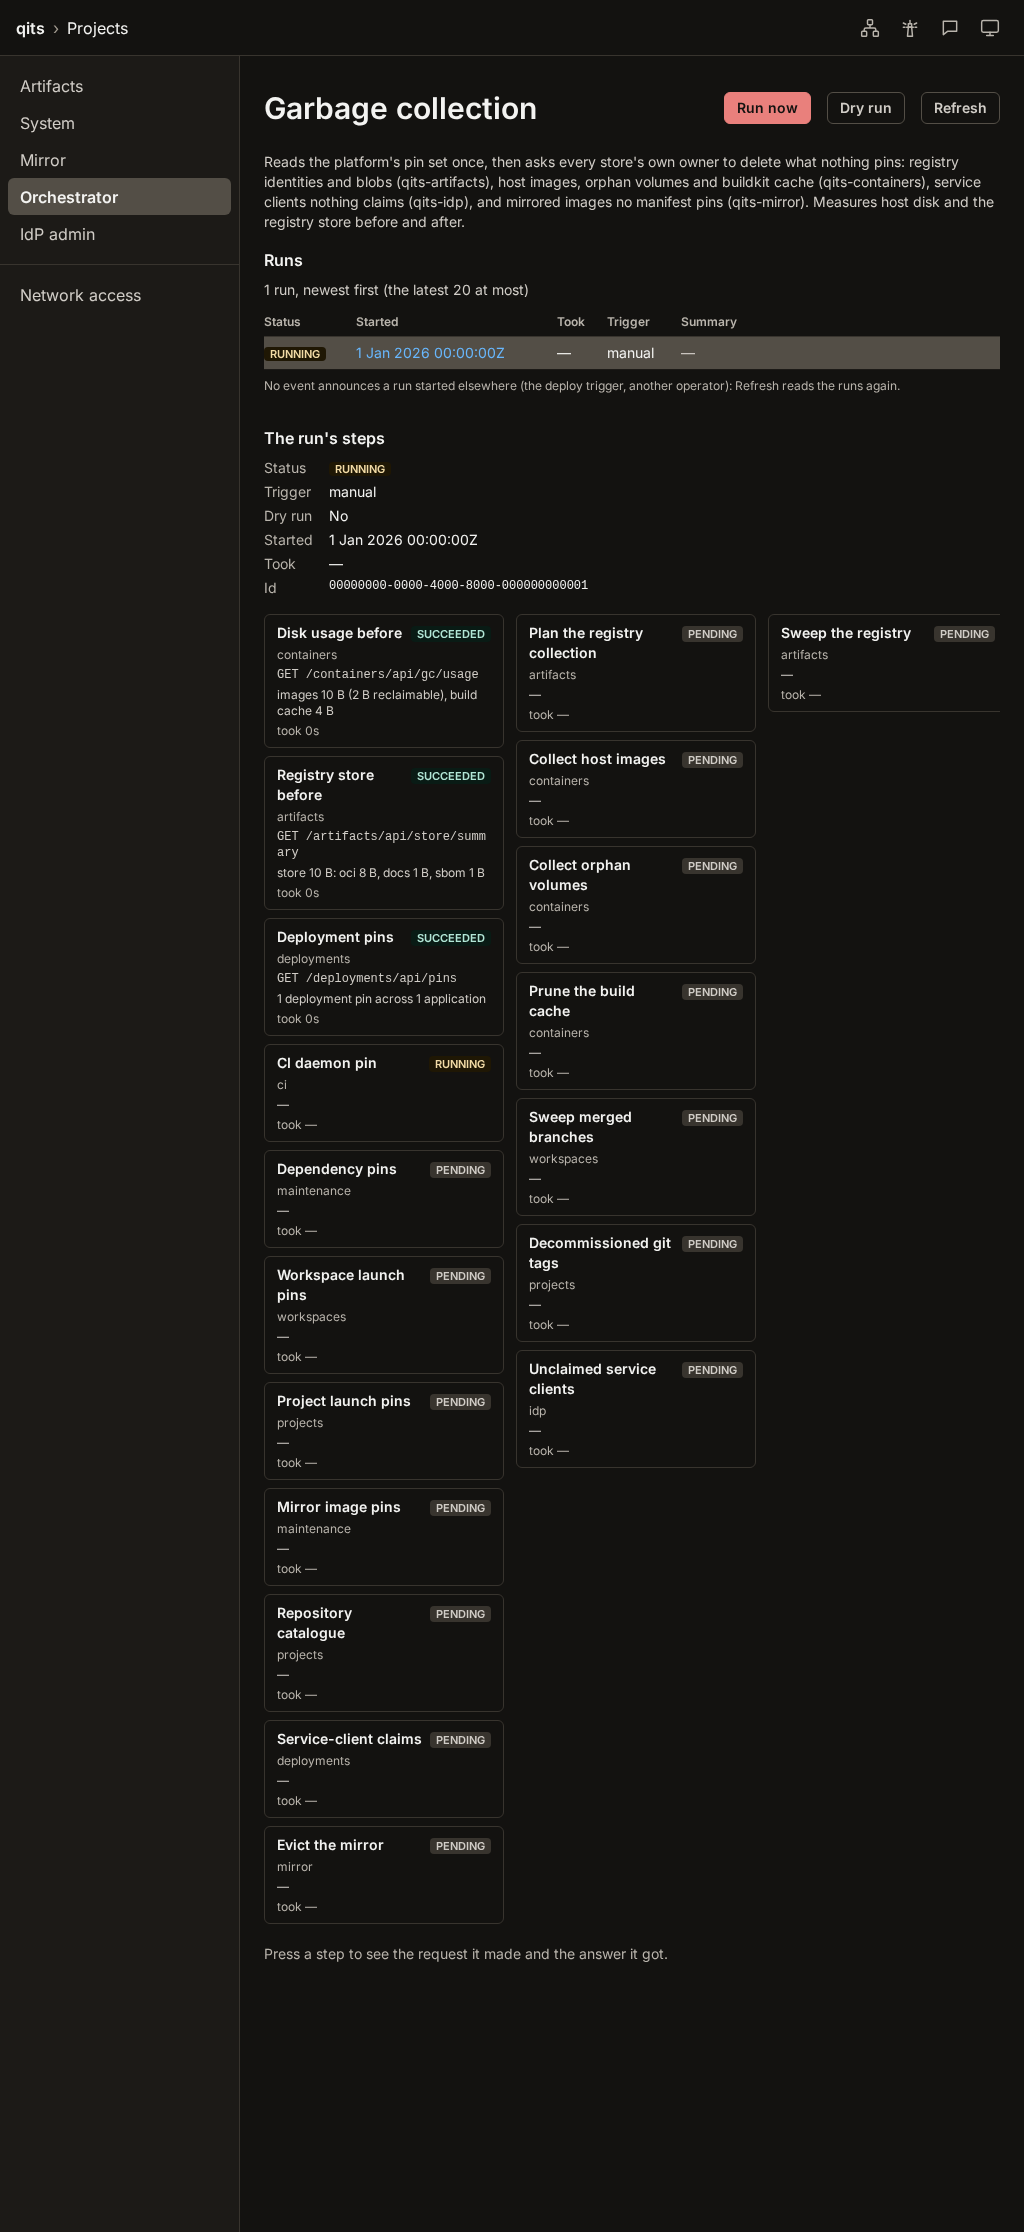 qits › Projects
Artifacts
System
Mirror
Orchestrator
IdP admin
Network access
Garbage collection
Run now
Dry run
Refresh
Reads the platform's pin set once, then asks every store's own owner to delete what nothing pins: registry
identities and blobs (qits-artifacts), host images, orphan volumes and buildkit cache (qits-containers), service
clients nothing claims (qits-idp), and mirrored images no manifest pins (qits-mirror). Measures host disk and the
registry store before and after.
Runs
1 run, newest first (the latest 20 at most)
Status Started Took Trigger Summary
RUNNING 1 Jan 2026 00:00:00Z — manual —
No event announces a run started elsewhere (the deploy trigger, another operator): Refresh reads the runs again.
The run's steps
Status RUNNING
Trigger manual
Dry run No
Started 1 Jan 2026 00:00:00Z
Took —
Id 00000000-0000-4000-8000-000000000001
Disk usage before SUCCEEDED
containers
GET /containers/api/gc/usage
images 10 B (2 B reclaimable), build
cache 4 B
took 0s
Registry store
before
SUCCEEDED
artifacts
GET /artifacts/api/store/summ
ary
store 10 B: oci 8 B, docs 1 B, sbom 1 B
took 0s
Deployment pins SUCCEEDED
deployments
GET /deployments/api/pins
1 deployment pin across 1 application
took 0s
CI daemon pin RUNNING
ci
—
took —
Dependency pins PENDING
maintenance
—
took —
Workspace launch
pins
PENDING
workspaces
—
took —
Project launch pins PENDING
projects
—
took —
Mirror image pins PENDING
maintenance
—
took —
Repository
catalogue
PENDING
projects
—
took —
Service-client claims PENDING
deployments
—
took —
Evict the mirror PENDING
mirror
—
took —
Plan the registry
collection
PENDING
artifacts
—
took —
Collect host images PENDING
containers
—
took —
Collect orphan
volumes
PENDING
containers
—
took —
Prune the build
cache
PENDING
containers
—
took —
Sweep merged
branches
PENDING
workspaces
—
took —
Decommissioned git
tags
PENDING
projects
—
took —
Unclaimed service
clients
PENDING
idp
—
took —
Sweep the registry PENDING
artifacts
—
took —
Press a step to see the request it made and the answer it got.